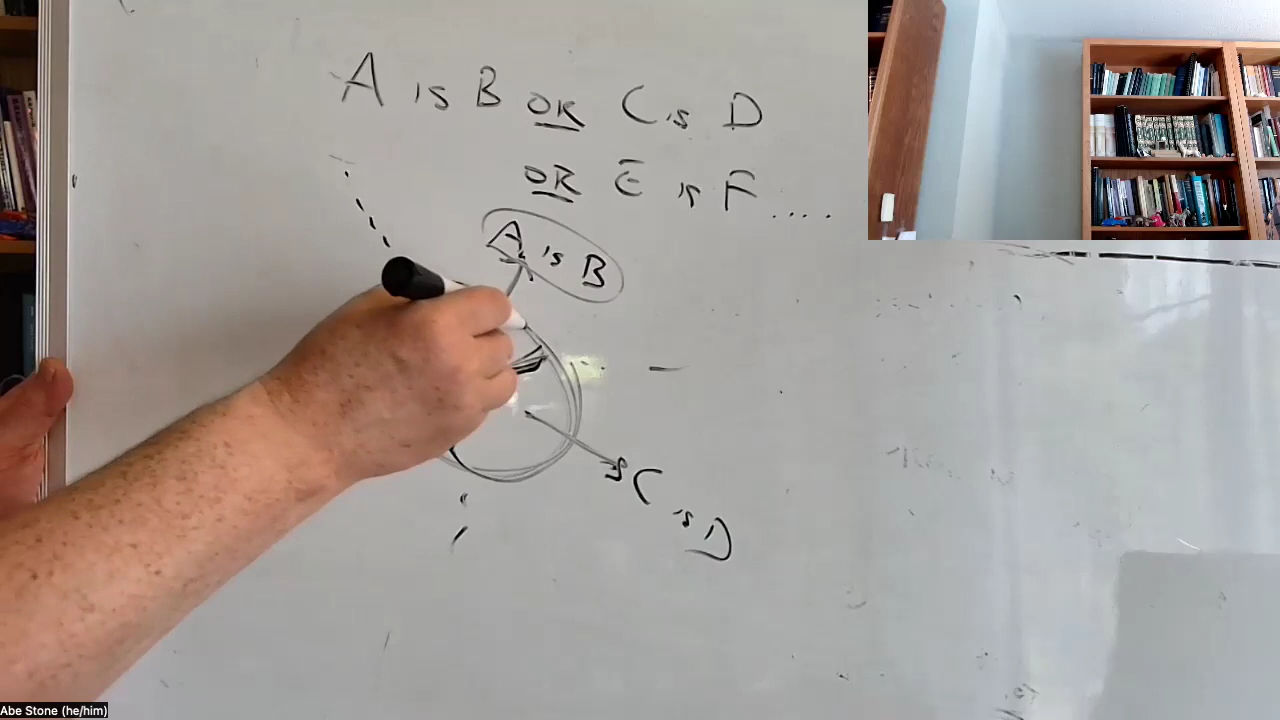 A is B OR C is D
OR E is F ....
A is B
C is D
Abe Stone (he/him)